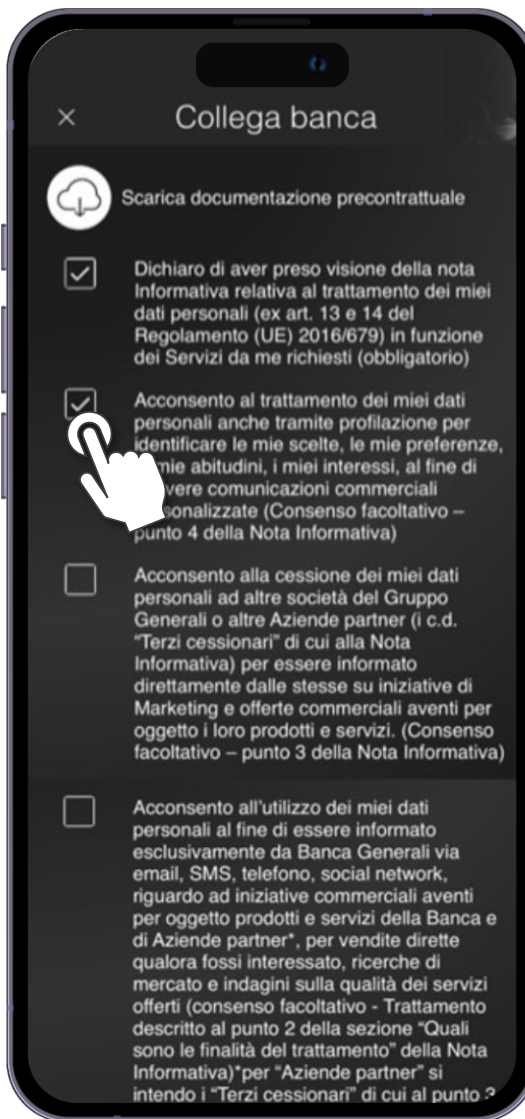 Collega banca
Scarica documentazione precontrattuale
Dichiaro di aver preso visione della nota
Informativa relativa al trattamento dei miei
dati personali (ex art. 13 e 14 del
Regolamento (UE) 2016/679) in funzione
dei Servizi da me richiesti (obbligatorio)
Acconsento al trattamento dei miei dati
personali anche tramite profilazione per
identificare le mie scelte, le mie preferenze,
mie abitudini, i miei interessi, al fine di
comunicazioni commerciali
(Consenso facoltativo –
punto 4 della Nota Informativa)
Acconsento alla cessione dei miei dati
personali ad altre società del Gruppo
Generali o altre Aziende partner (i c.d.
“Terzi cessionari” di cui alla Nota
Informativa) per essere informato
direttamente dalle stesse su iniziative di
Marketing e offerte commerciali aventi per
oggetto i loro prodotti e servizi. (Consenso
facoltativo – punto 3 della Nota Informativa)
Acconsento all'utilizzo dei miei dati
personali al fine di essere informato
esclusivamente da Banca Generali via
email, SMS, telefono, social network,
riguardo ad iniziative commerciali aventi
per oggetto prodotti e servizi della Banca e
di Aziende partner*, per vendite dirette
qualora fossi interessato, ricerche di
mercato e indagini sulla qualità dei servizi
offerti (consenso facoltativo - Trattamento
descritto al punto 2 della sezione “Quali
sono le finalità del trattamento” della Nota
Informativa)*per “Aziende partner” si
intendo i “Terzi cessionari” di cui al punto 3